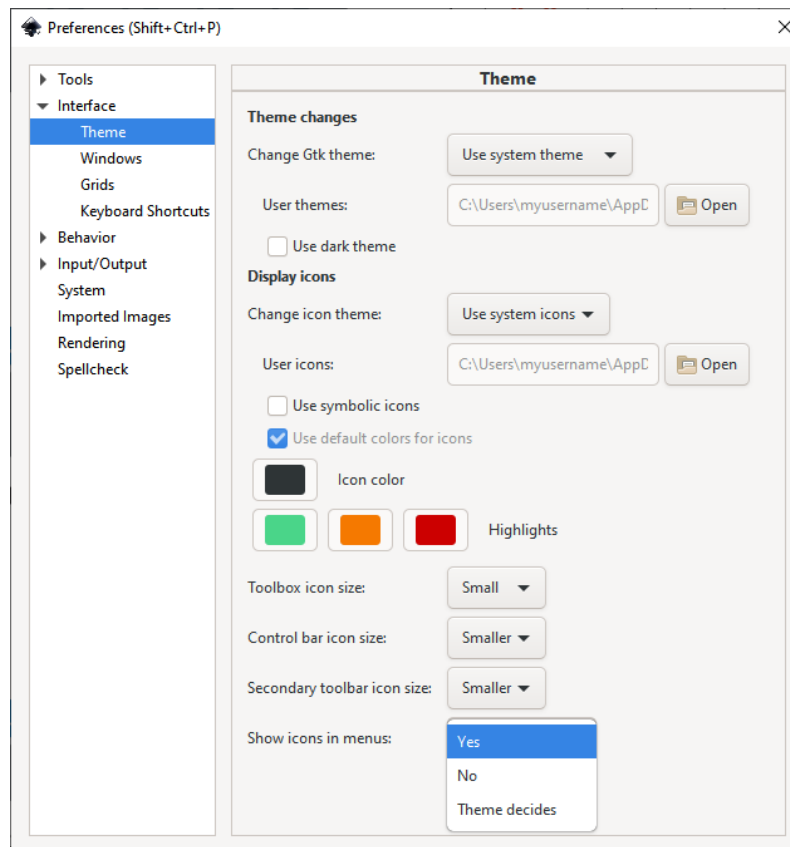 Preferences (Shift+Ctrl+P)
Tools
Interface
Theme
Windows
Grids
Keyboard Shortcuts
Behavior
Input/Output
System
Imported Images
Rendering
Spellcheck
Theme
Theme changes
Change Gtk theme: Use system theme
User themes: C:\Users\myusername\AppD Open
Use dark theme
Display icons
Change icon theme: Use system icons
User icons: C:\Users\myusername\AppD Open
Use symbolic icons
Use default colors for icons
Icon color
Highlights
Toolbox icon size: Small
Control bar icon size: Smaller
Secondary toolbar icon size: Smaller
Show icons in menus: Yes
No
Theme decides